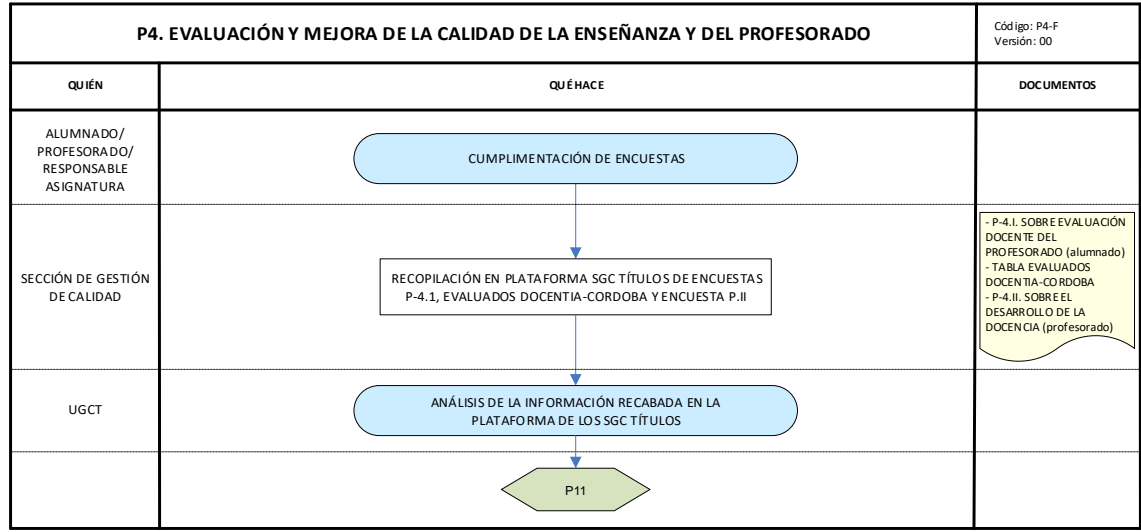 P4. EVALUACIÓN Y MEJORA DE LA CALIDAD DE LA ENSEÑANZA Y DEL PROFESORADO
Código: P4-F
Versión: 00
QUIÉN
QUÉ HACE
DOCUMENTOS
ALUMNADO/
PROFESORADO/
RESPONSABLE
ASIGNATURA
CUMPLIMENTACIÓN DE ENCUESTAS
SECCIÓN DE GESTIÓN
DE CALIDAD
RECOPILACIÓN EN PLATAFORMA SGC TÍTULOS DE ENCUESTAS
P-4.1, EVALUADOS DOCENTIA-CORDOBA Y ENCUESTA P.II
- P-4.I. SOBRE EVALUACIÓN
DOCENTE DEL
PROFESORADO (alumnado)
- TABLA EVALUADOS
DOCENTIA-CORDOBA
- P-4.II. SOBRE EL
DESARROLLO DE LA
DOCENCIA (profesorado)
UGCT
ANÁLISIS DE LA INFORMACIÓN RECABADA EN LA
PLATAFORMA DE LOS SGC TÍTULOS
P11